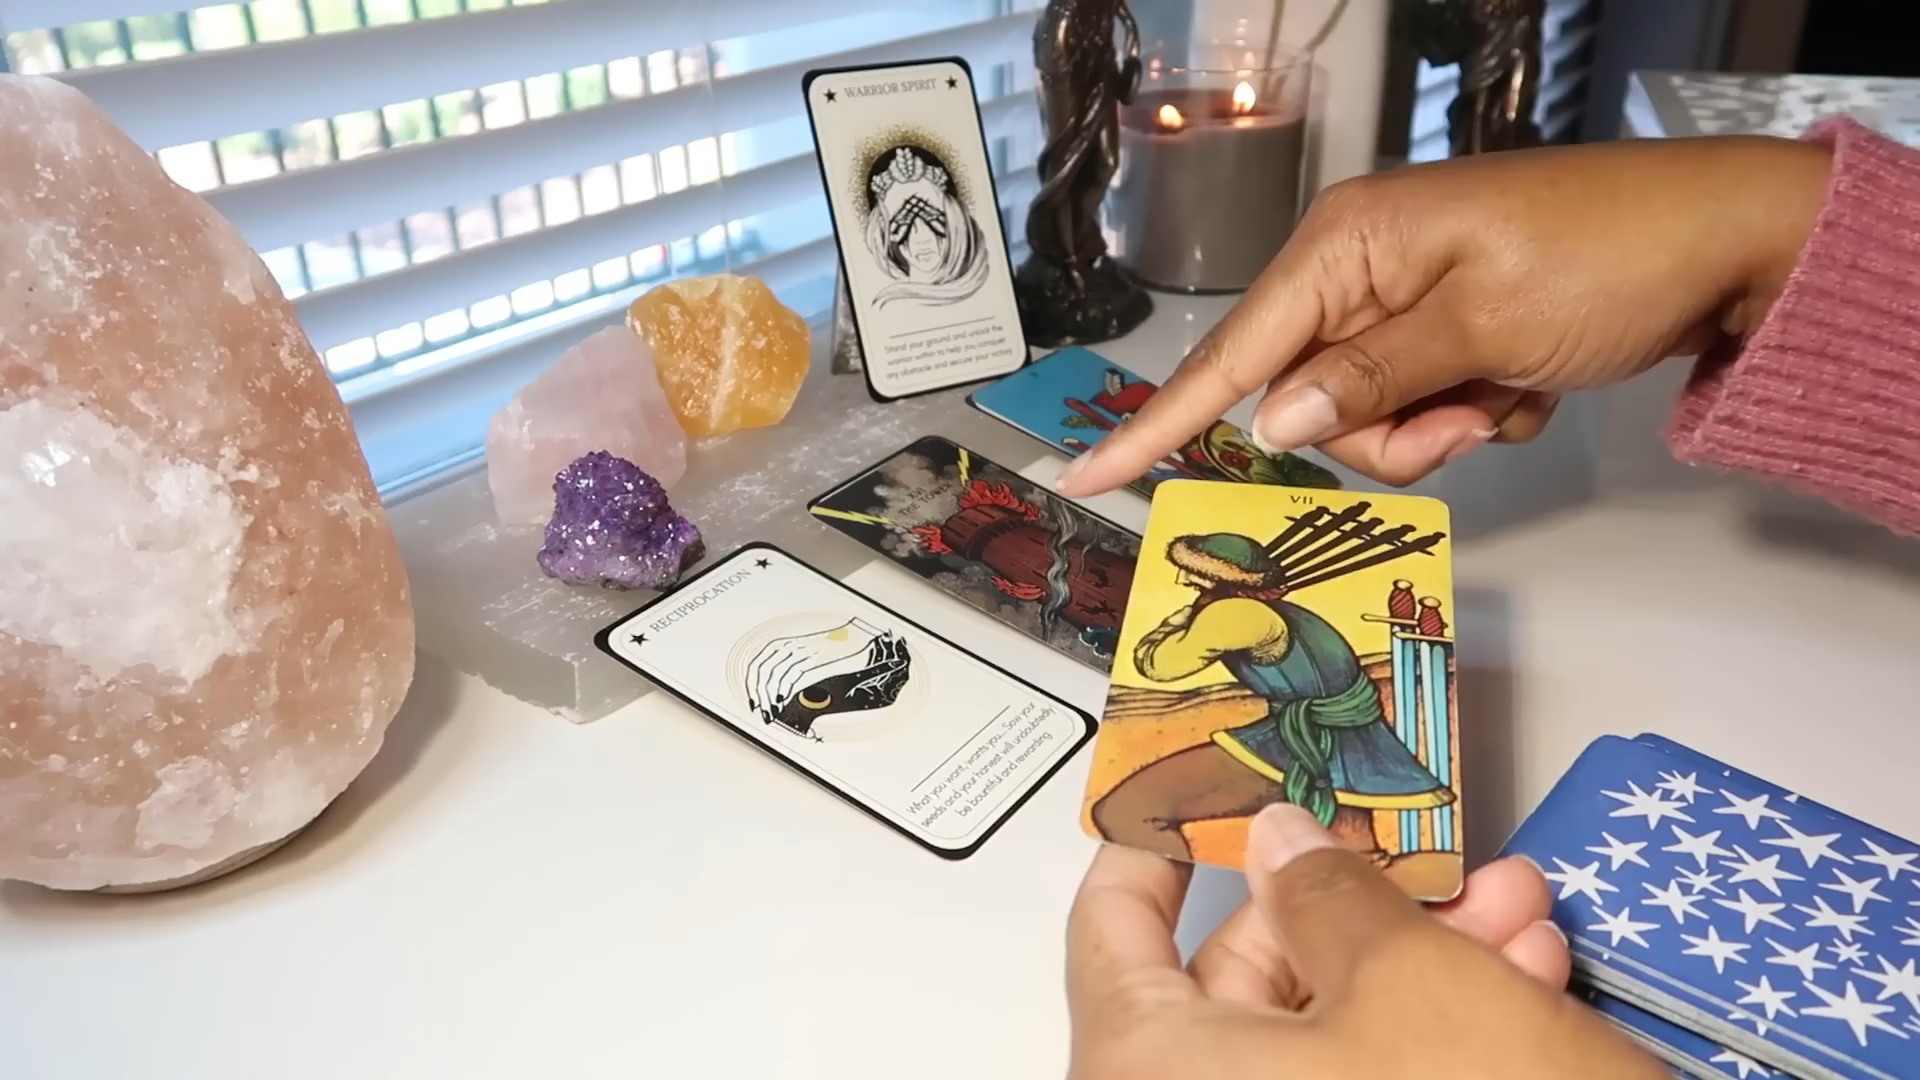 WARRIOR SPIRIT
Stand your ground and unlock the
warrior within to help you conquer
any obstacle and secure your victory
XVI
THE TOWER
VII
RECIPROCATION
What you want, wants you... Sow your
seeds and your harvest will undoubtedly
be bountiful and rewarding